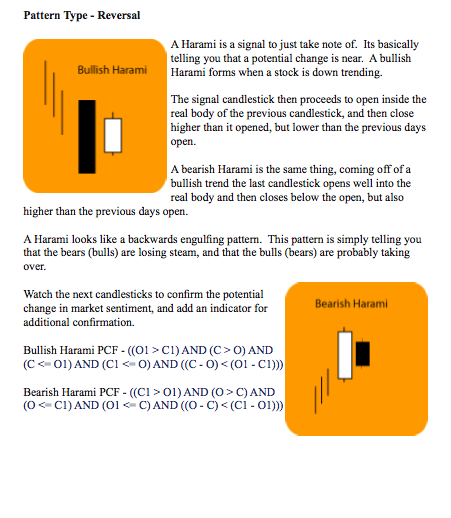 Pattern Type - Reversal
Bullish Harami
A Harami is a signal to just take note of.  Its basically
telling you that a potential change is near.  A bullish
Harami forms when a stock is down trending.
The signal candlestick then proceeds to open inside the
real body of the previous candlestick, and then close
higher than it opened, but lower than the previous days
open.
A bearish Harami is the same thing, coming off of a
bullish trend the last candlestick opens well into the
real body and then closes below the open, but also
higher than the previous days open.
A Harami looks like a backwards engulfing pattern.  This pattern is simply telling you
that the bears (bulls) are losing steam, and that the bulls (bears) are probably taking
over.
Watch the next candlesticks to confirm the potential
change in market sentiment, and add an indicator for
additional confirmation.
Bullish Harami PCF - ((O1 > C1) AND (C > O) AND
(C <= O1) AND (C1 <= O) AND ((C - O) < (O1 - C1)))
Bearish Harami PCF - ((C1 > O1) AND (O > C) AND
(O <= C1) AND (O1 <= C) AND ((O - C) < (C1 - O1)))
Bearish Harami